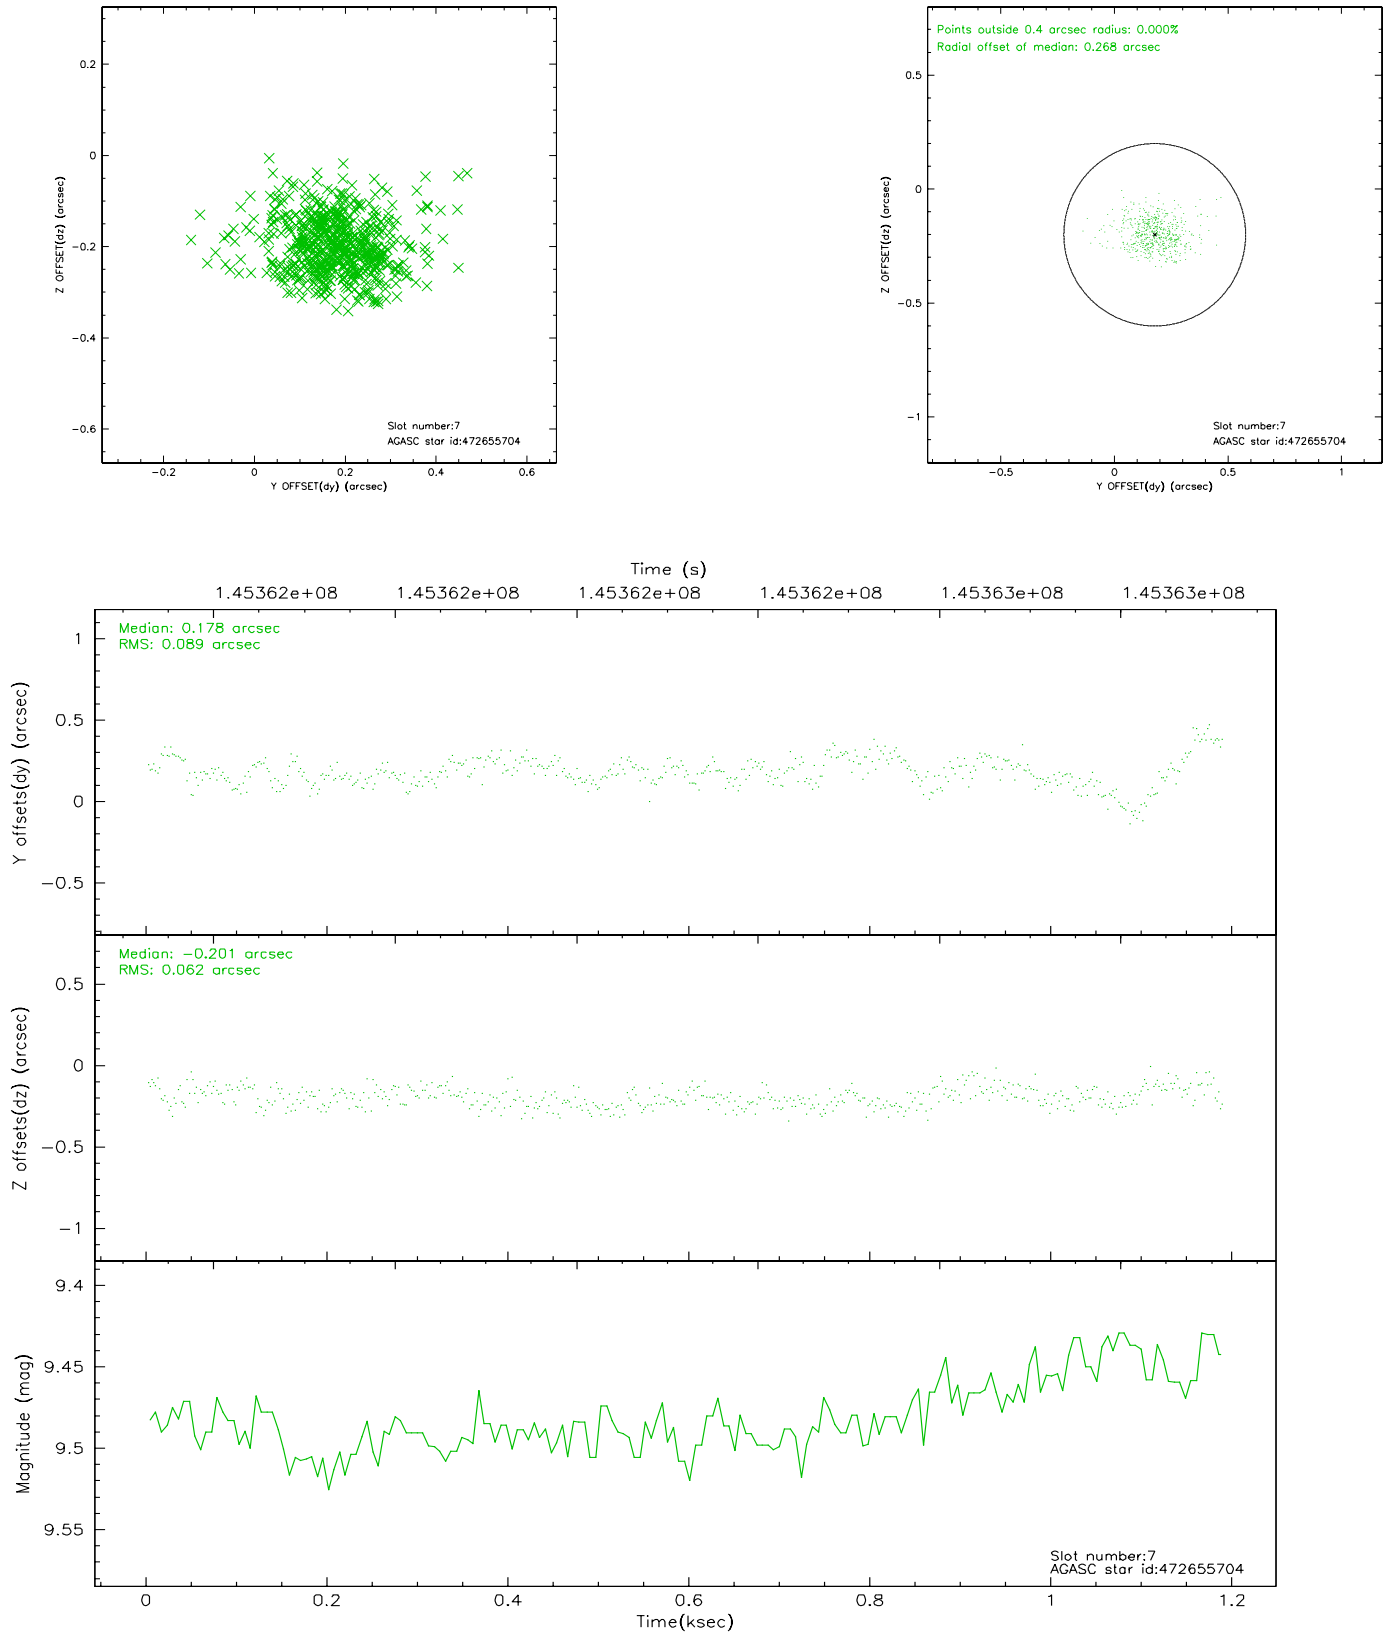 0.2
0
−0.2
−0.4
−0.6
Z OFFSET(dz) (arcsec)
Slot number:7
AGASC star id:472655704
−0.2 0 0.2 0.4 0.6
Y OFFSET(dy) (arcsec)
Points outside 0.4 arcsec radius: 0.000%
Radial offset of median: 0.268 arcsec
0.5
0
−0.5
−1
Z OFFSET(dz) (arcsec)
Slot number:7
AGASC star id:472655704
−0.5 0 0.5 1
Y OFFSET(dy) (arcsec)
Time (s)
1.45362e+08 1.45362e+08 1.45362e+08 1.45362e+08 1.45363e+08 1.45363e+08
Median: 0.178 arcsec
RMS: 0.089 arcsec
1
0.5
0
−0.5
Y offsets(dy) (arcsec)
Median: −0.201 arcsec
RMS: 0.062 arcsec
0.5
0
−0.5
−1
Z offsets(dz) (arcsec)
9.4
9.45
9.5
9.55
Magnitude (mag)
Slot number:7
AGASC star id:472655704
0 0.2 0.4 0.6 0.8 1 1.2
Time(ksec)